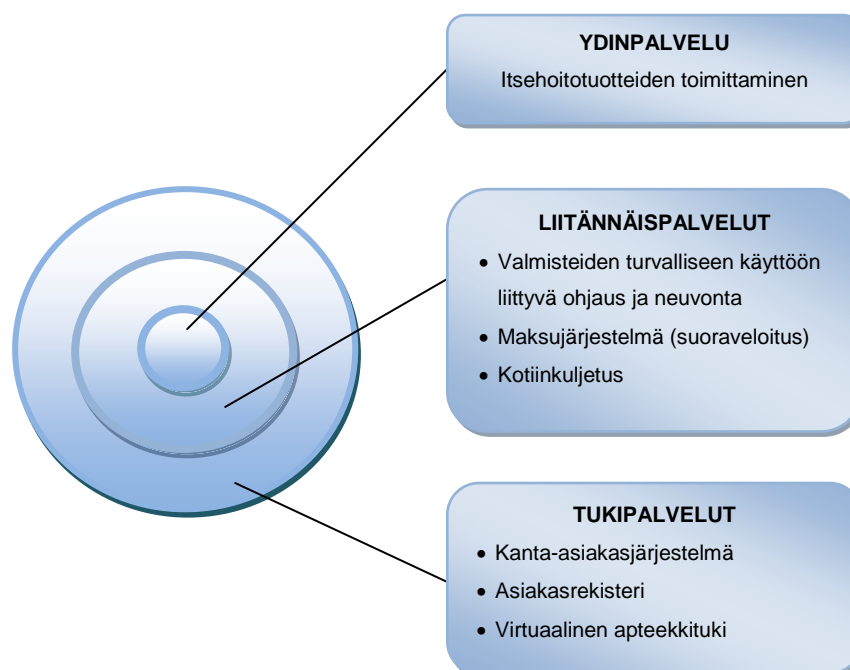 YDINPALVELU
Itsehoitotuotteiden toimittaminen
LIITÄNNÄISPALVELUT
• Valmisteiden turvalliseen käyttöön
liittyvä ohjaus ja neuvonta
• Maksujärjestelmä (suoraveloitus)
• Kotiinkuljetus
TUKIPALVELUT
• Kanta-asiakasjärjestelmä
• Asiakasrekisteri
• Virtuaalinen apteekkituki